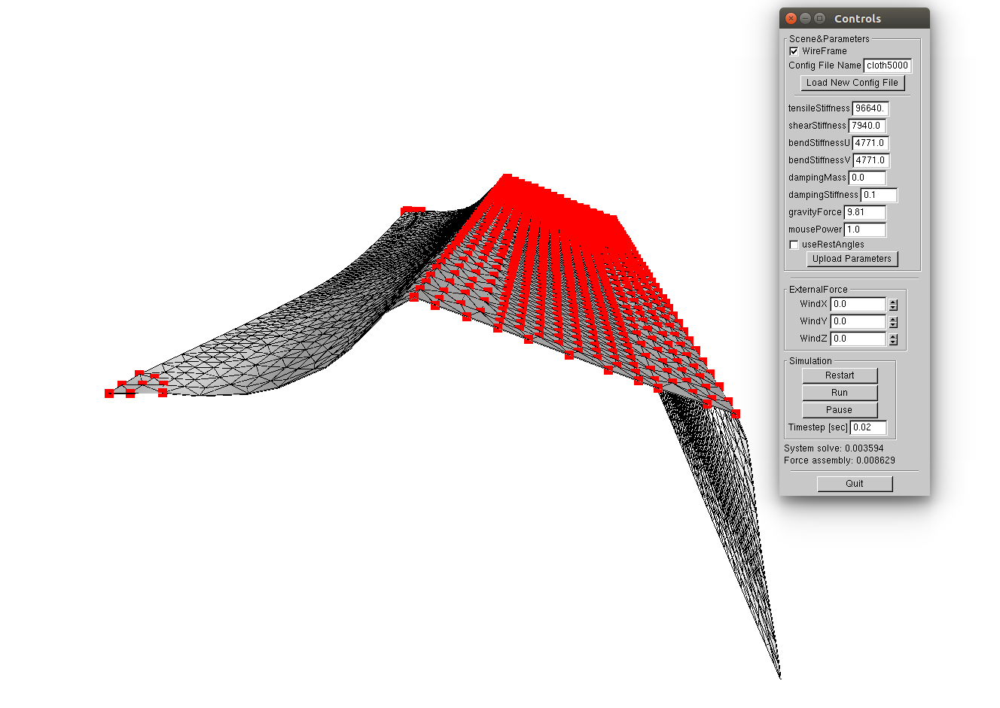 Controls
Scene&Parameters
WireFrame
Config File Name cloth5000
Load New Config File
tensileStiffness 96640.
shearStiffness 7940.0
bendStiffnessU 4771.0
bendStiffnessV 4771.0
dampingMass 0.0
dampingStiffness 0.1
gravityForce 9.81
mousePower 1.0
useRestAngles
Upload Parameters
ExternalForce
WindX 0.0
WindY 0.0
WindZ 0.0
Simulation
Restart
Run
Pause
Timestep [sec] 0.02
System solve: 0.003594
Force assembly: 0.008629
Quit